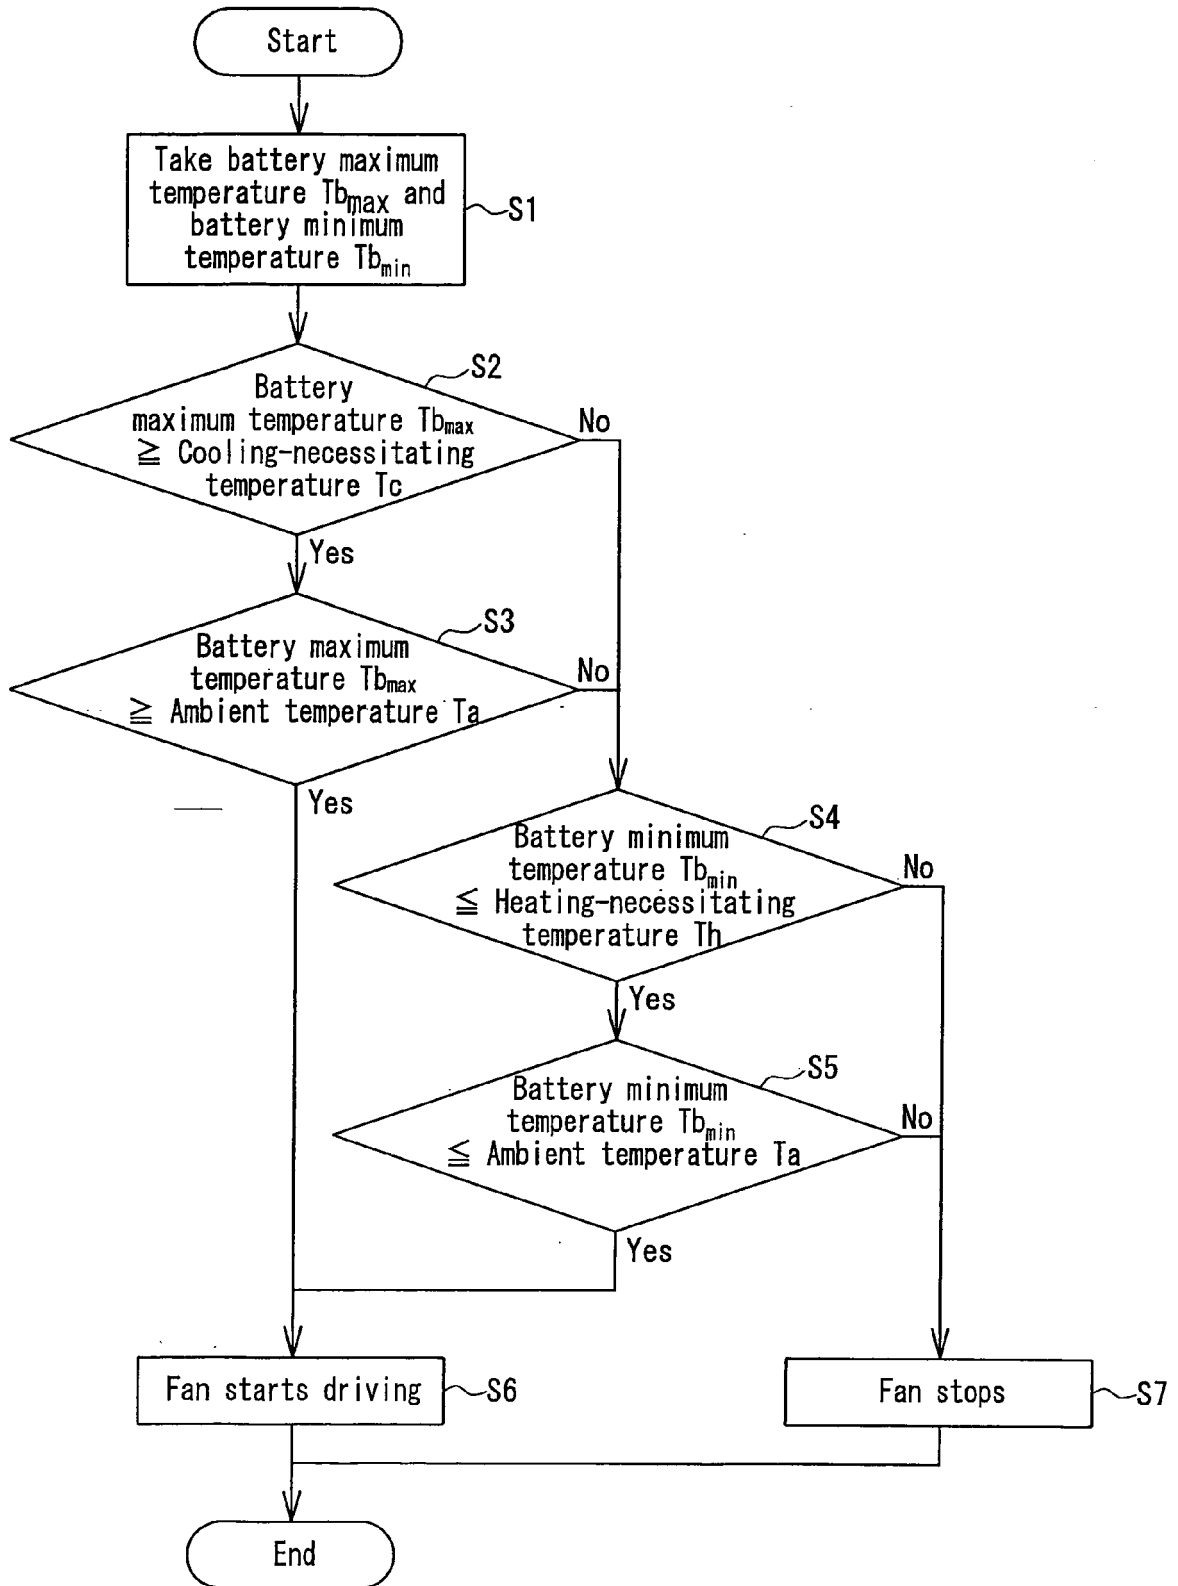 Start
Take battery maximum
temperature Tbmax and
battery minimum
temperature Tbmin
S1
S2
Battery
maximum temperature Tbmax
≧ Cooling-necessitating
temperature Tc
No
Yes
S3
Battery maximum
temperature Tbmax
≧ Ambient temperature Ta
No
Yes
S4
Battery minimum
temperature Tbmin
≦ Heating-necessitating
temperature Th
No
Yes
S5
Battery minimum
temperature Tbmin
≦ Ambient temperature Ta
No
Yes
Fan starts driving
S6
Fan stops
S7
End